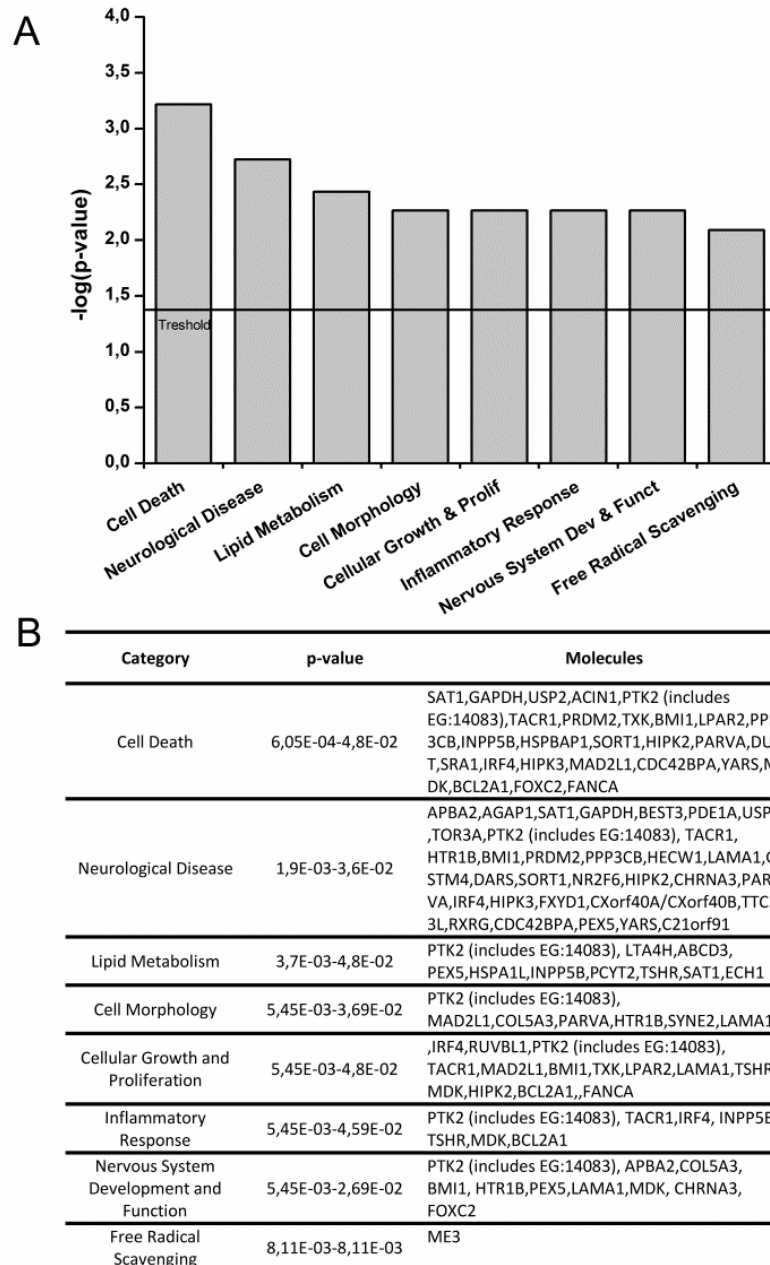 A
4,0
3,5
3,0
2,5
2,0
1,5
1,0
0,5
0,0
-log(p-value)
Treshold
Cell Death
Neurological Disease
Lipid Metabolism
Cell Morphology
Cellular Growth & Prolif
Inflammatory Response
Nervous System Dev & Funct
Free Radical Scavenging
B
Category p-value Molecules
Cell Death 6,05E-04-4,8E-02
SAT1,GAPDH,USP2,ACIN1,PTK2 (includes
EG:14083),TACR1,PRDM2,TXK,BMI1,LPAR2,PP
3CB,INPP5B,HSPBAP1,SORT1,HIPK2,PARVA,DU
T,SRA1,IRF4,HIPK3,MAD2L1,CDC42BPA,YARS,M
DK,BCL2A1,FOXC2,FANCA
Neurological Disease 1,9E-03-3,6E-02
APBA2,AGAP1,SAT1,GAPDH,BEST3,PDE1A,USP
,TOR3A,PTK2 (includes EG:14083), TACR1,
HTR1B,BMI1,PRDM2,PPP3CB,HECW1,LAMA1,
STM4,DARS,SORT1,NR2F6,HIPK2,CHRNA3,PAR
VA,IRF4,HIPK3,FXYD1,CXorf40A/CXorf40B,TTC
3L,RXRG,CDC42BPA,PEX5,YARS,C21orf91
Lipid Metabolism 3,7E-03-4,8E-02
PTK2 (includes EG:14083), LTA4H,ABCD3,
PEX5,HSPA1L,INPP5B,PCYT2,TSHR,SAT1,ECH1
Cell Morphology 5,45E-03-3,69E-02
PTK2 (includes EG:14083),
MAD2L1,COL5A3,PARVA,HTR1B,SYNE2,LAMA1
Cellular Growth and
Proliferation
5,45E-03-4,8E-02
,IRF4,RUVBL1,PTK2 (includes EG:14083),
TACR1,MAD2L1,BMI1,TXK,LPAR2,LAMA1,TSHR
MDK,HIPK2,BCL2A1,,FANCA
Inflammatory
Response
5,45E-03-4,59E-02
PTK2 (includes EG:14083), TACR1,IRF4, INPP5B
TSHR,MDK,BCL2A1
Nervous System
Development and
Function
5,45E-03-2,69E-02
PTK2 (includes EG:14083), APBA2,COL5A3,
BMI1, HTR1B,PEX5,LAMA1,MDK, CHRNA3,
FOXC2
Free Radical
Scavenging
8,11E-03-8,11E-03
ME3